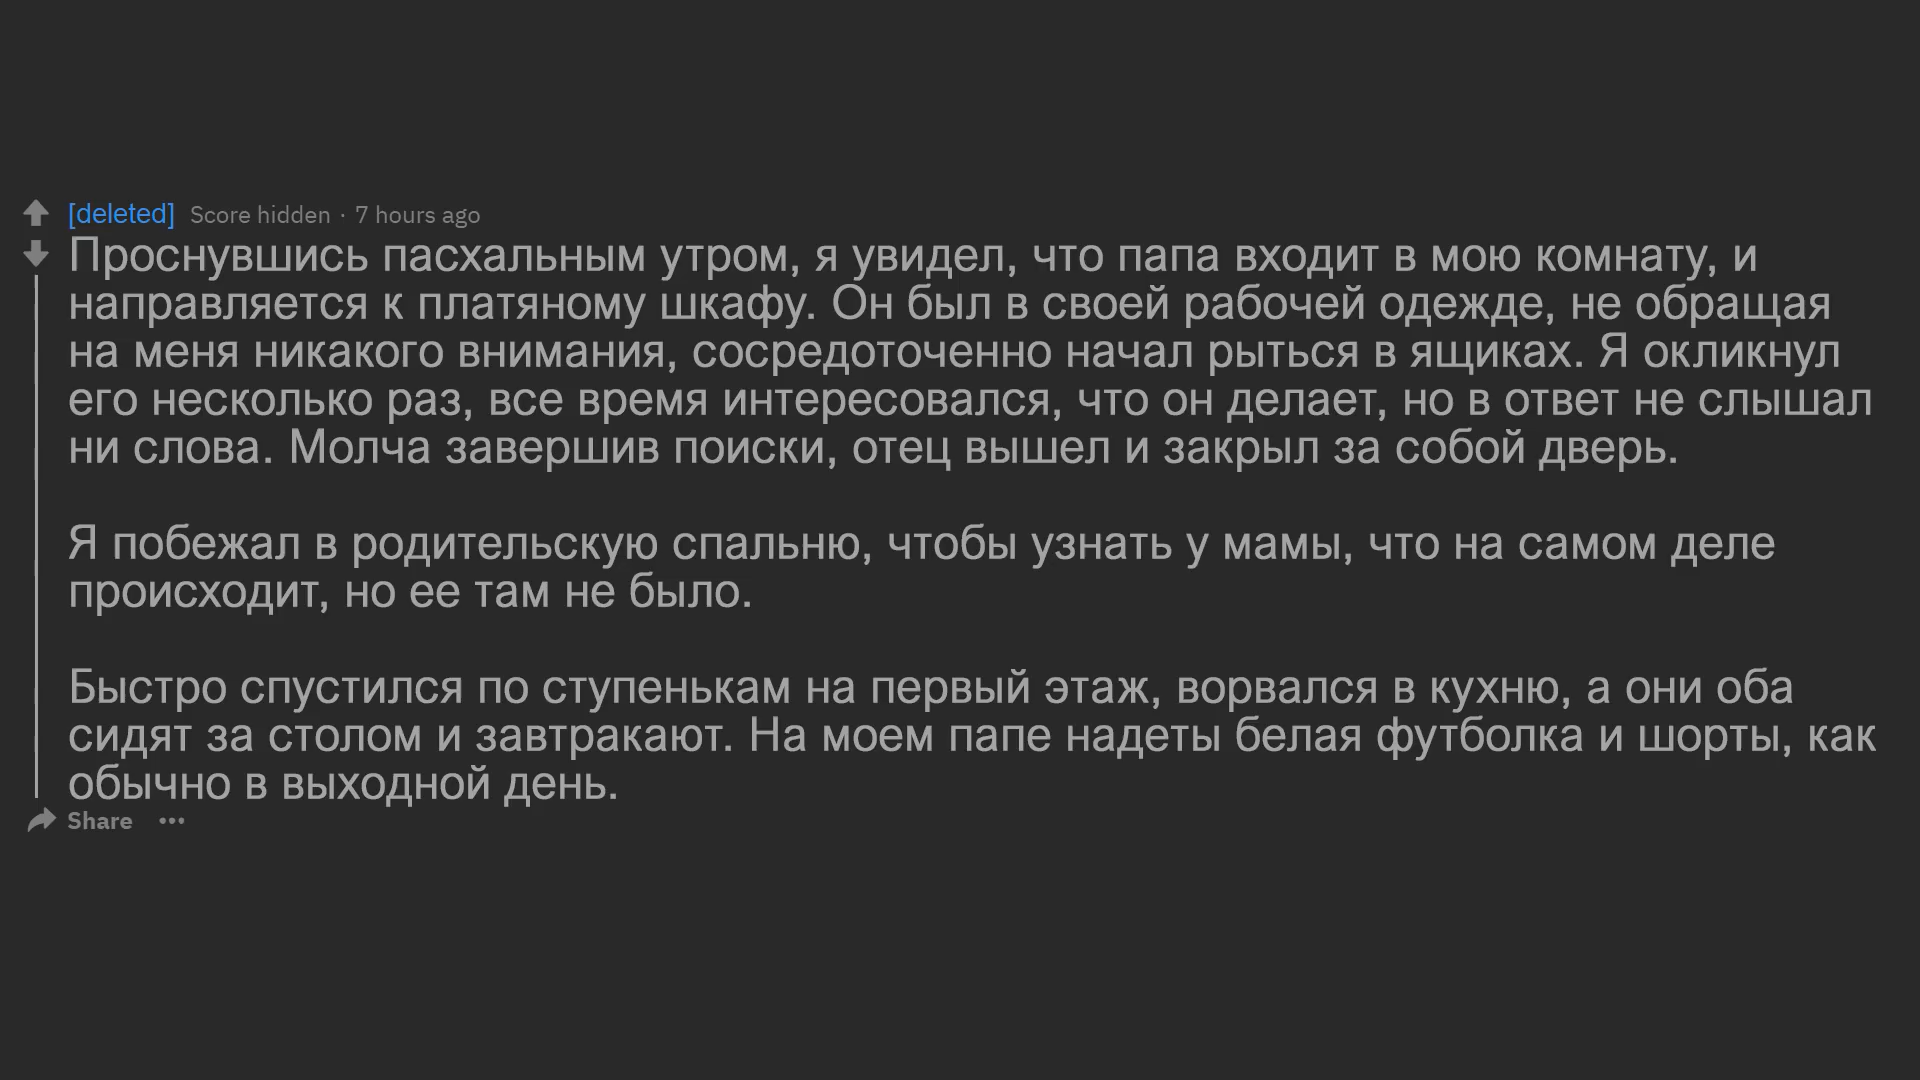 [deleted] Score hidden · 7 hours ago
Проснувшись пасхальным утром, я увидел, что папа входит в мою комнату, и
направляется к платяному шкафу. Он был в своей рабочей одежде, не обращая
на меня никакого внимания, сосредоточенно начал рыться в ящиках. Я окликнул
его несколько раз, все время интересовался, что он делает, но в ответ не слышал
ни слова. Молча завершив поиски, отец вышел и закрыл за собой дверь.
Я побежал в родительскую спальню, чтобы узнать у мамы, что на самом деле
происходит, но ее там не было.
Быстро спустился по ступенькам на первый этаж, ворвался в кухню, а они оба
сидят за столом и завтракают. На моем папе надеты белая футболка и шорты, как
обычно в выходной день.
Share ···